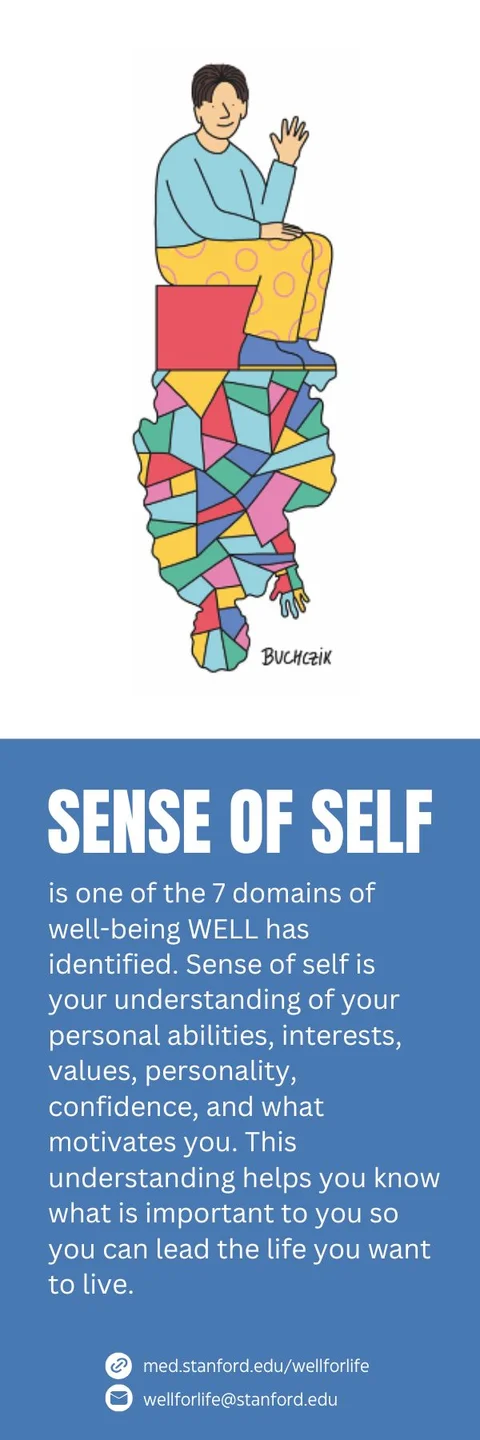 BUCHCZIK
SENSE OF SELF
is one of the 7 domains of
well-being WELL has
identified. Sense of self is
your understanding of your
personal abilities, interests,
values, personality,
confidence, and what
motivates you. This
understanding helps you know
what is important to you so
you can lead the life you want
to live.
med.stanford.edu/wellforlife
wellforlife@stanford.edu